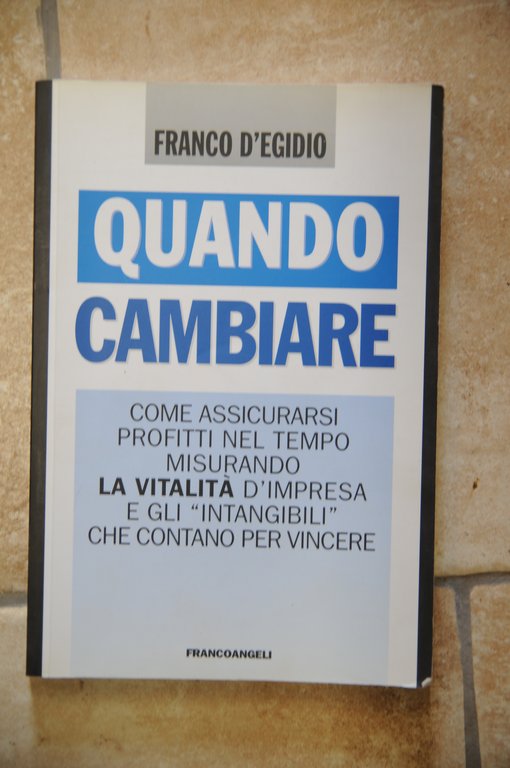 FRANCO D'EGIDIO
QUANDO
CAMBIARE
COME ASSICURARSI
PROFITTI NEL TEMPO
MISURANDO
LA VITALITÀ D'IMPRESA
E GLI “INTANGIBILI”
CHE CONTANO PER VINCERE
FRANCOANGELI